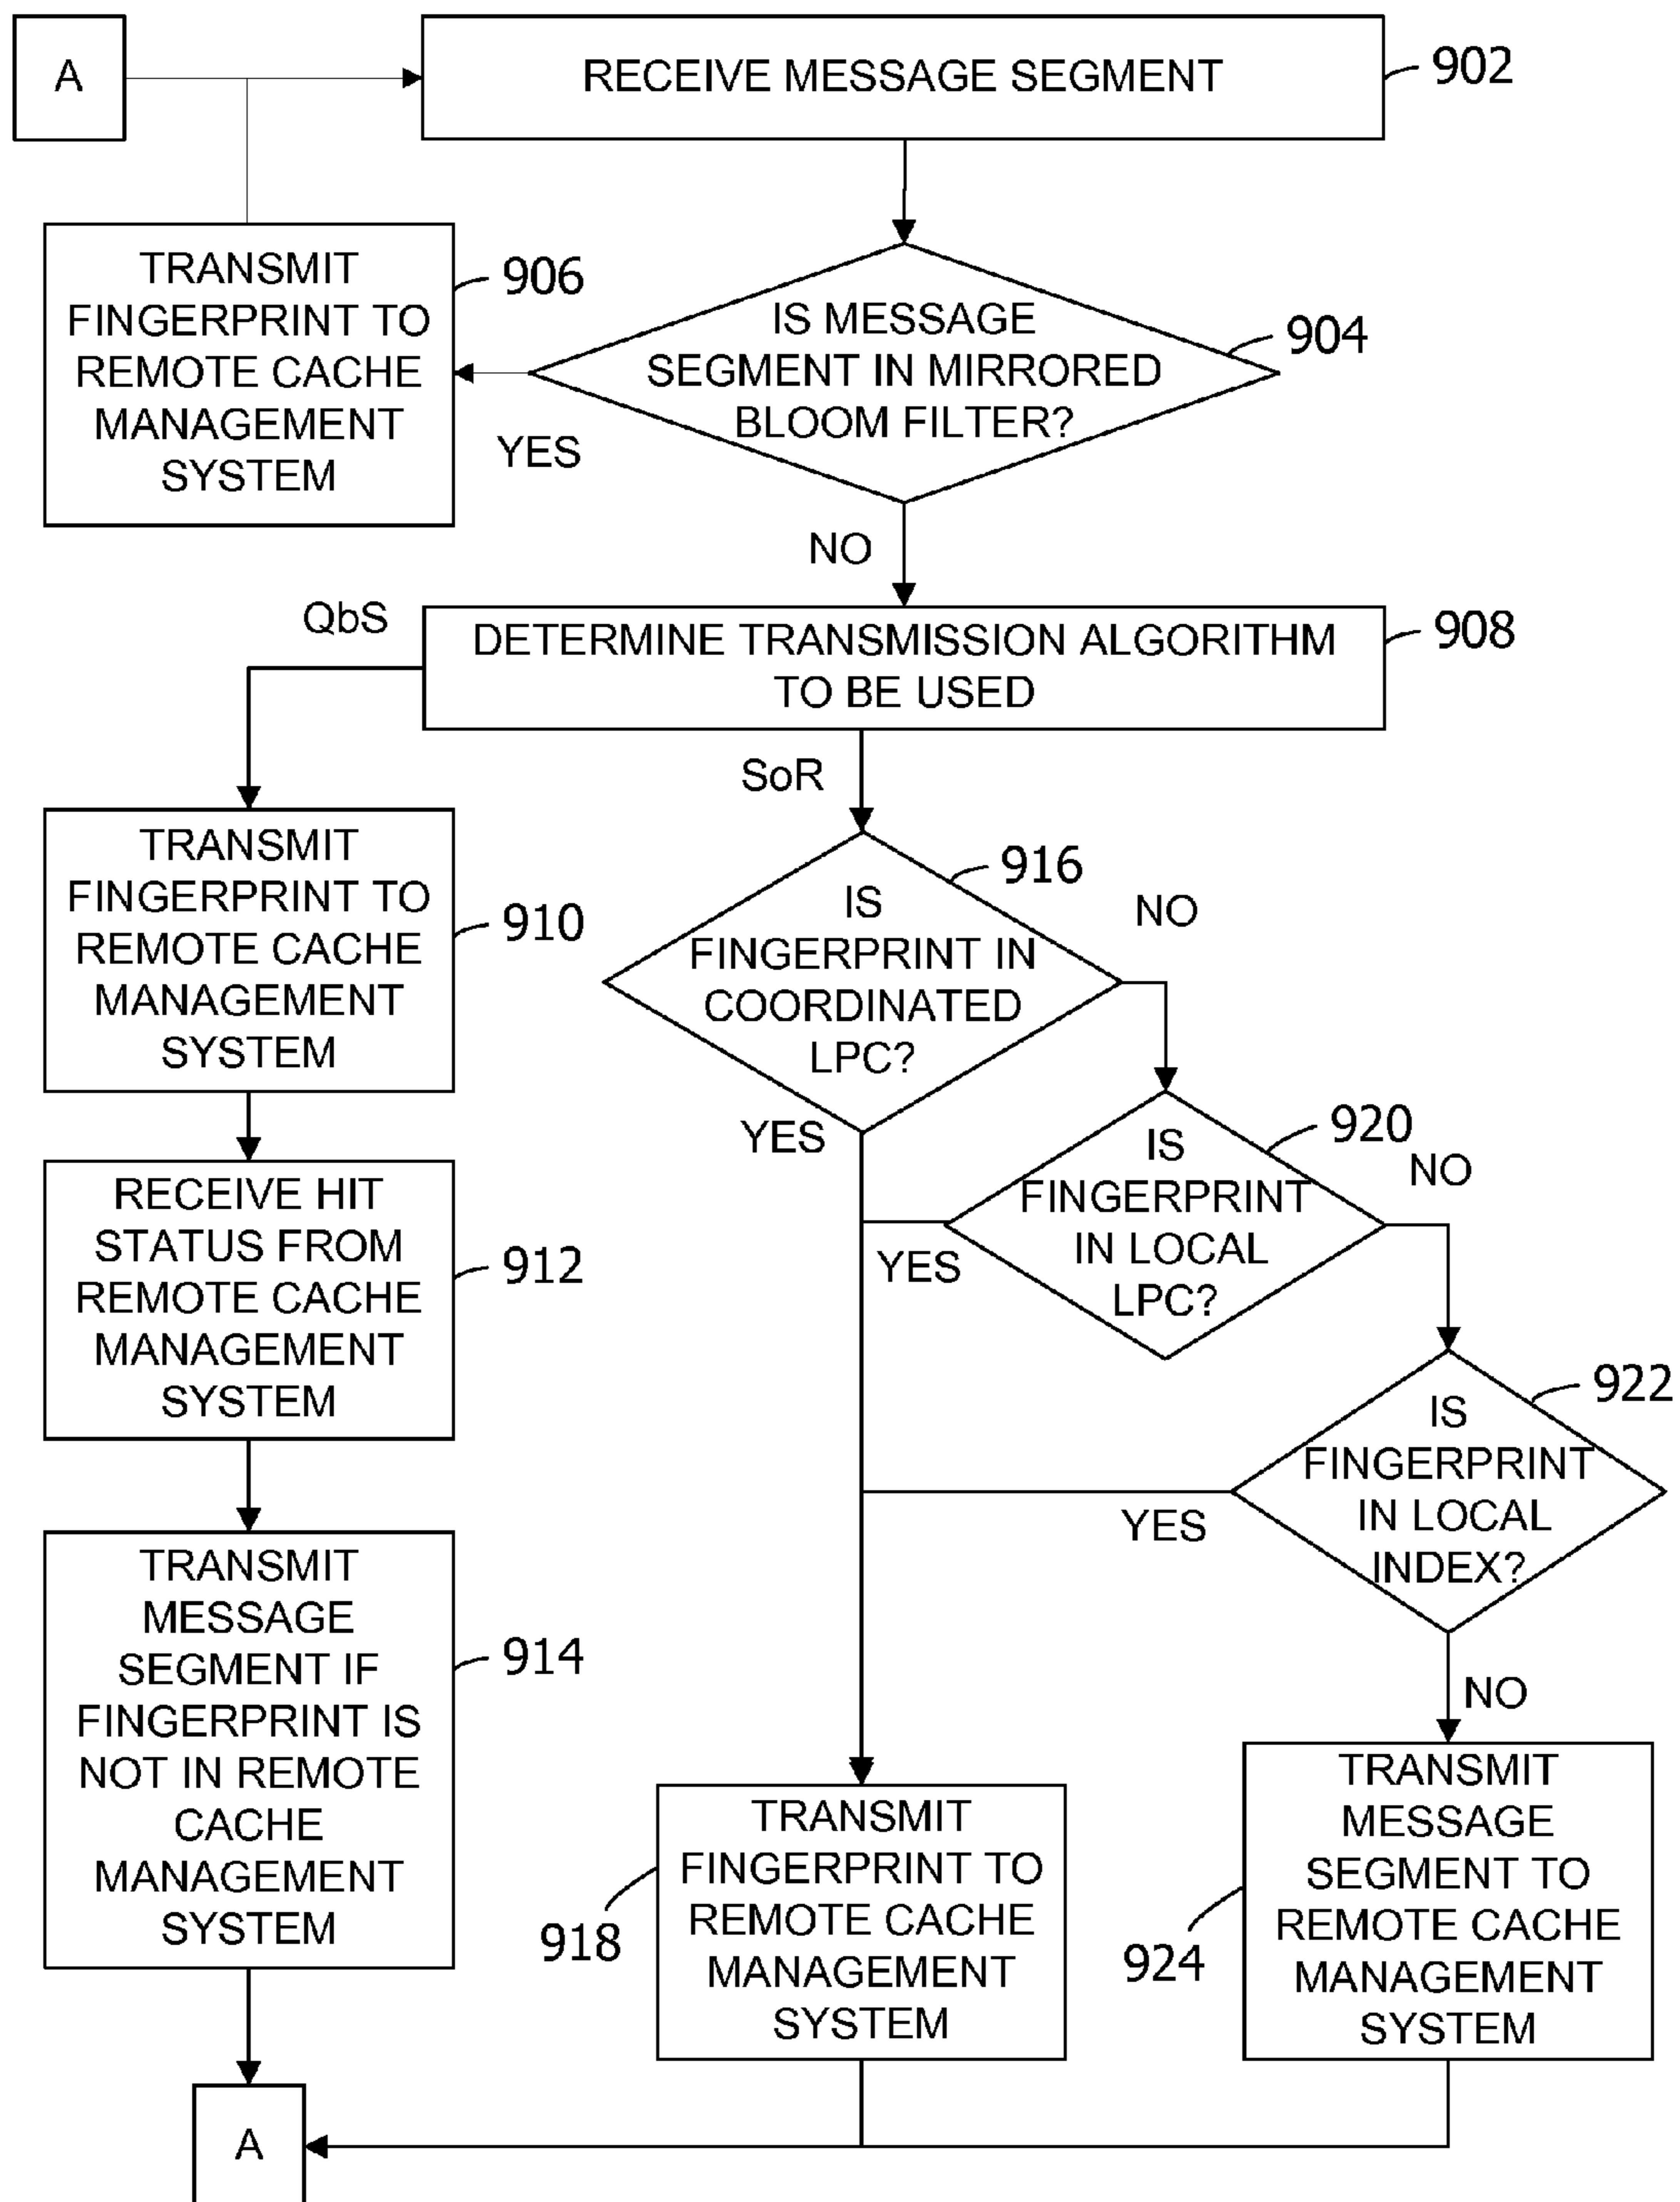 A
RECEIVE MESSAGE SEGMENT
902
TRANSMIT
FINGERPRINT TO
REMOTE CACHE
MANAGEMENT
SYSTEM
906
IS MESSAGE
SEGMENT IN MIRRORED
BLOOM FILTER?
904
YES
NO
QbS
DETERMINE TRANSMISSION ALGORITHM
TO BE USED
908
SoR
TRANSMIT
FINGERPRINT TO
REMOTE CACHE
MANAGEMENT
SYSTEM
910
IS
FINGERPRINT IN
COORDINATED
LPC?
916
NO
YES
RECEIVE HIT
STATUS FROM
REMOTE CACHE
MANAGEMENT
SYSTEM
912
IS
FINGERPRINT
IN LOCAL
LPC?
920
NO
YES
IS
FINGERPRINT
IN LOCAL
INDEX?
922
YES
NO
TRANSMIT
MESSAGE
SEGMENT IF
FINGERPRINT IS
NOT IN REMOTE
CACHE
MANAGEMENT
SYSTEM
914
TRANSMIT
FINGERPRINT TO
REMOTE CACHE
MANAGEMENT
SYSTEM
918
TRANSMIT
MESSAGE
SEGMENT TO
REMOTE CACHE
MANAGEMENT
SYSTEM
924
A